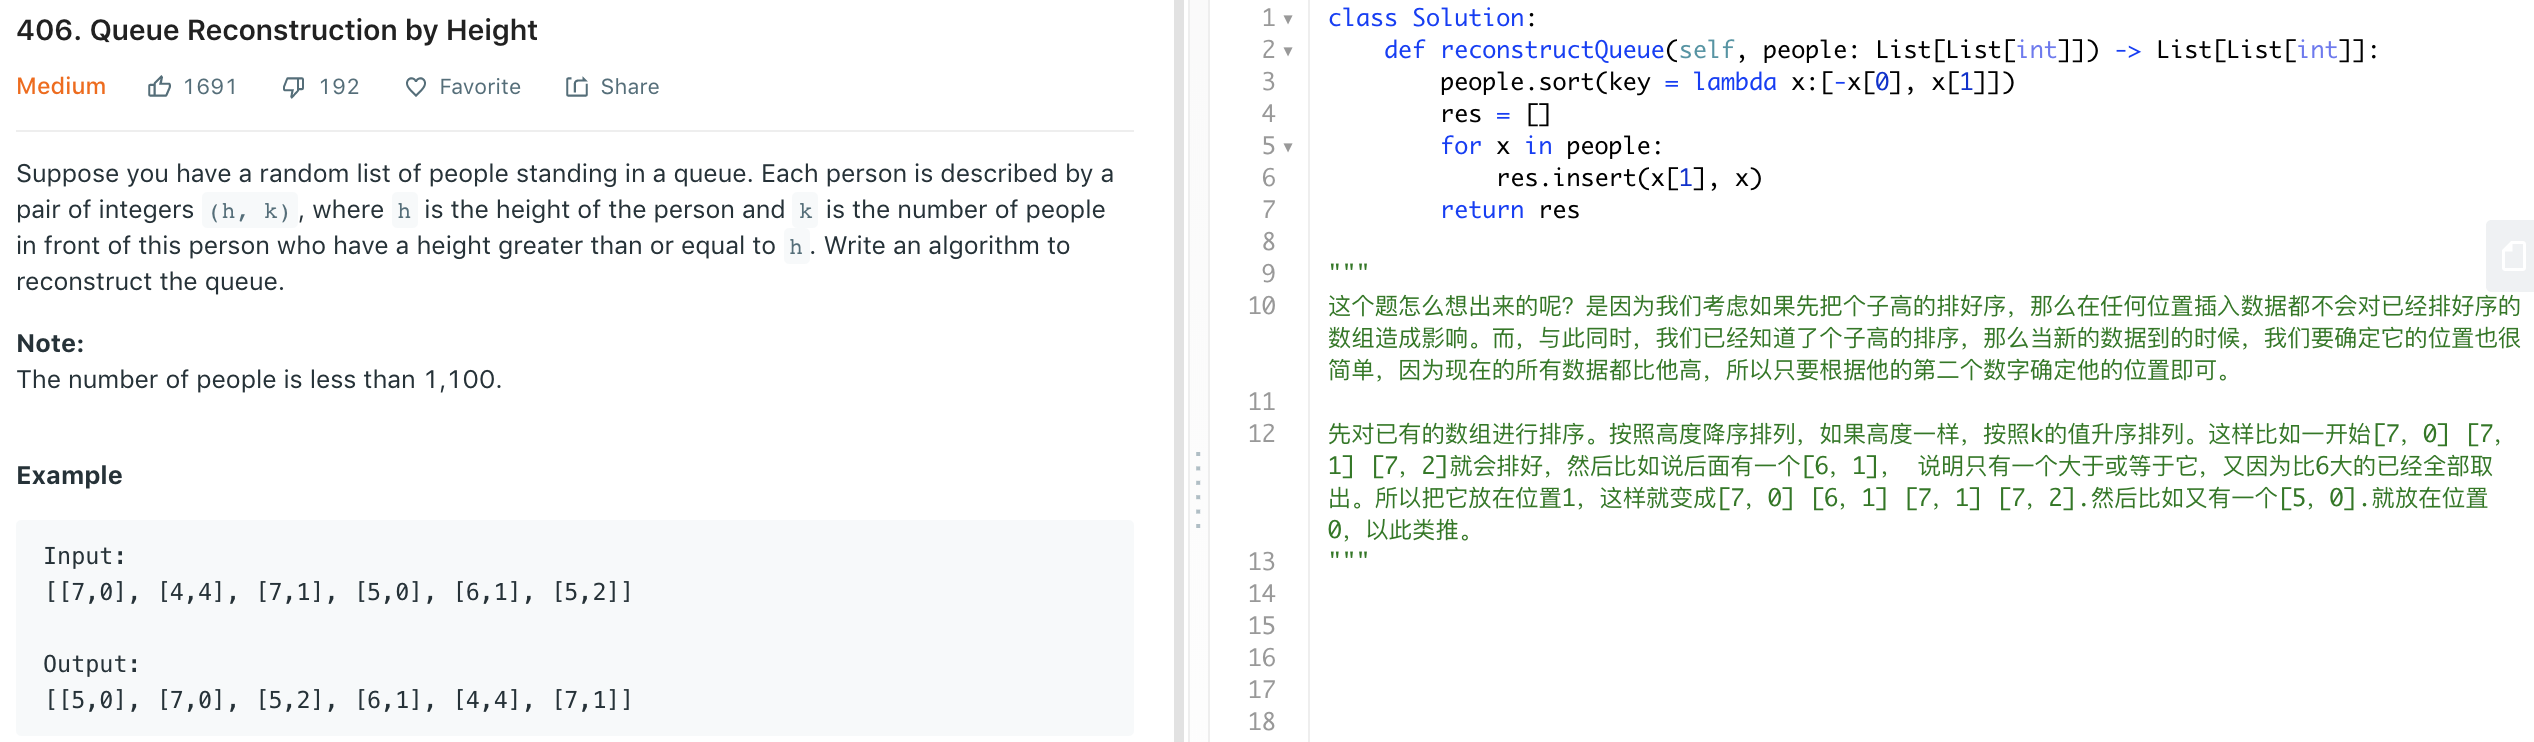 406. Queue Reconstruction by Height
Medium 1691 192 Favorite Share
Suppose you have a random list of people standing in a queue. Each person is described by a
pair of integers (h, k), where h is the height of the person and k is the number of people
in front of this person who have a height greater than or equal to h. Write an algorithm to
reconstruct the queue.
Note:
The number of people is less than 1,100.
Example
Input:
[[7,0], [4,4], [7,1], [5,0], [6,1], [5,2]]
Output:
[[5,0], [7,0], [5,2], [6,1], [4,4], [7,1]]
1 class Solution:
2     def reconstructQueue(self, people: List[List[int]]) -> List[List[int]]:
3         people.sort(key = lambda x:[-x[0], x[1]])
4         res = []
5         for x in people:
6             res.insert(x[1], x)
7         return res
8
9 """
10 这个题怎么想出来的呢？是因为我们考虑如果先把个子高的排好序，那么在任何位置插入数据都不会对已经排好序的
数组造成影响。而，与此同时，我们已经知道了个子高的排序，那么当新的数据到的时候，我们要确定它的位置也很
简单，因为现在的所有数据都比他高，所以只要根据他的第二个数字确定他的位置即可。
11
12 先对已有的数组进行排序。按照高度降序排列，如果高度一样，按照k的值升序排列。这样比如一开始[7, 0] [7,
1] [7, 2]就会排好，然后比如说后面有一个[6, 1]， 说明只有一个大于或等于它，又因为比6大的已经全部取
出。所以把它放在位置1，这样就变成[7, 0] [6, 1] [7, 1] [7, 2].然后比如又有一个[5, 0].就放在位置
0，以此类推。
13 """
14
15
16
17
18